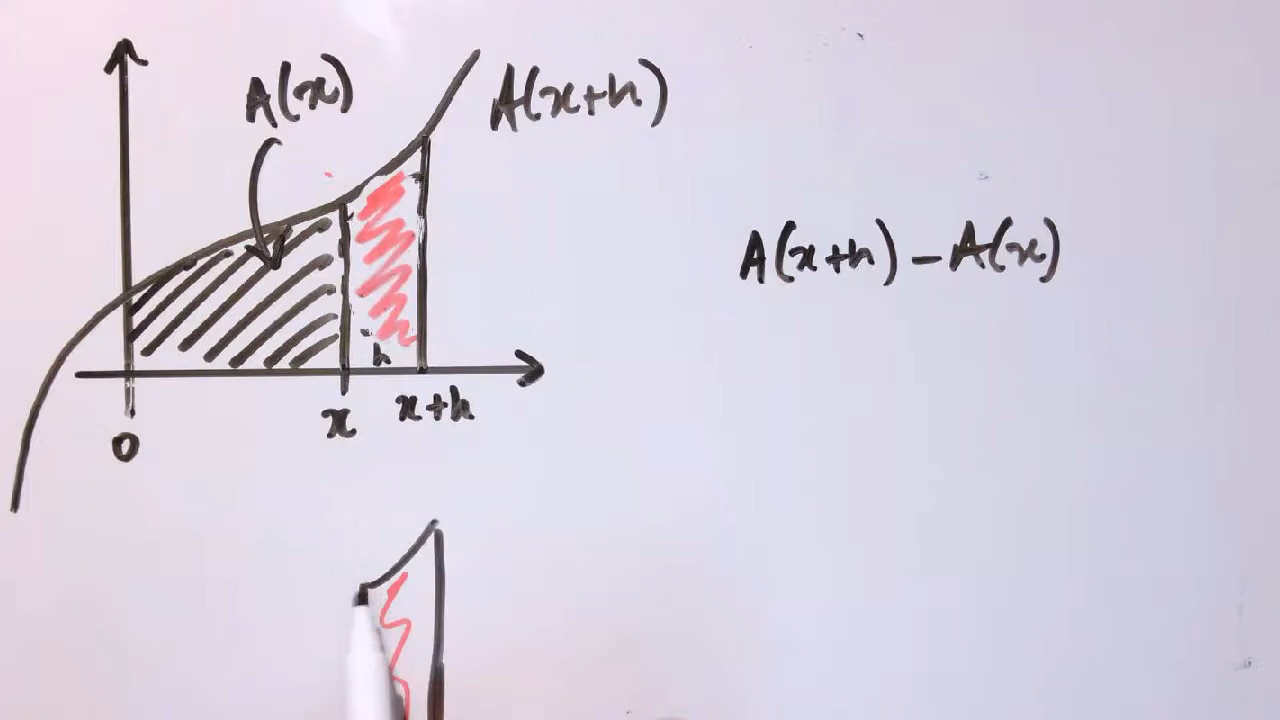 A(x)
A(x+h)
A(x+h) − A(x)
h
x
x+h
0